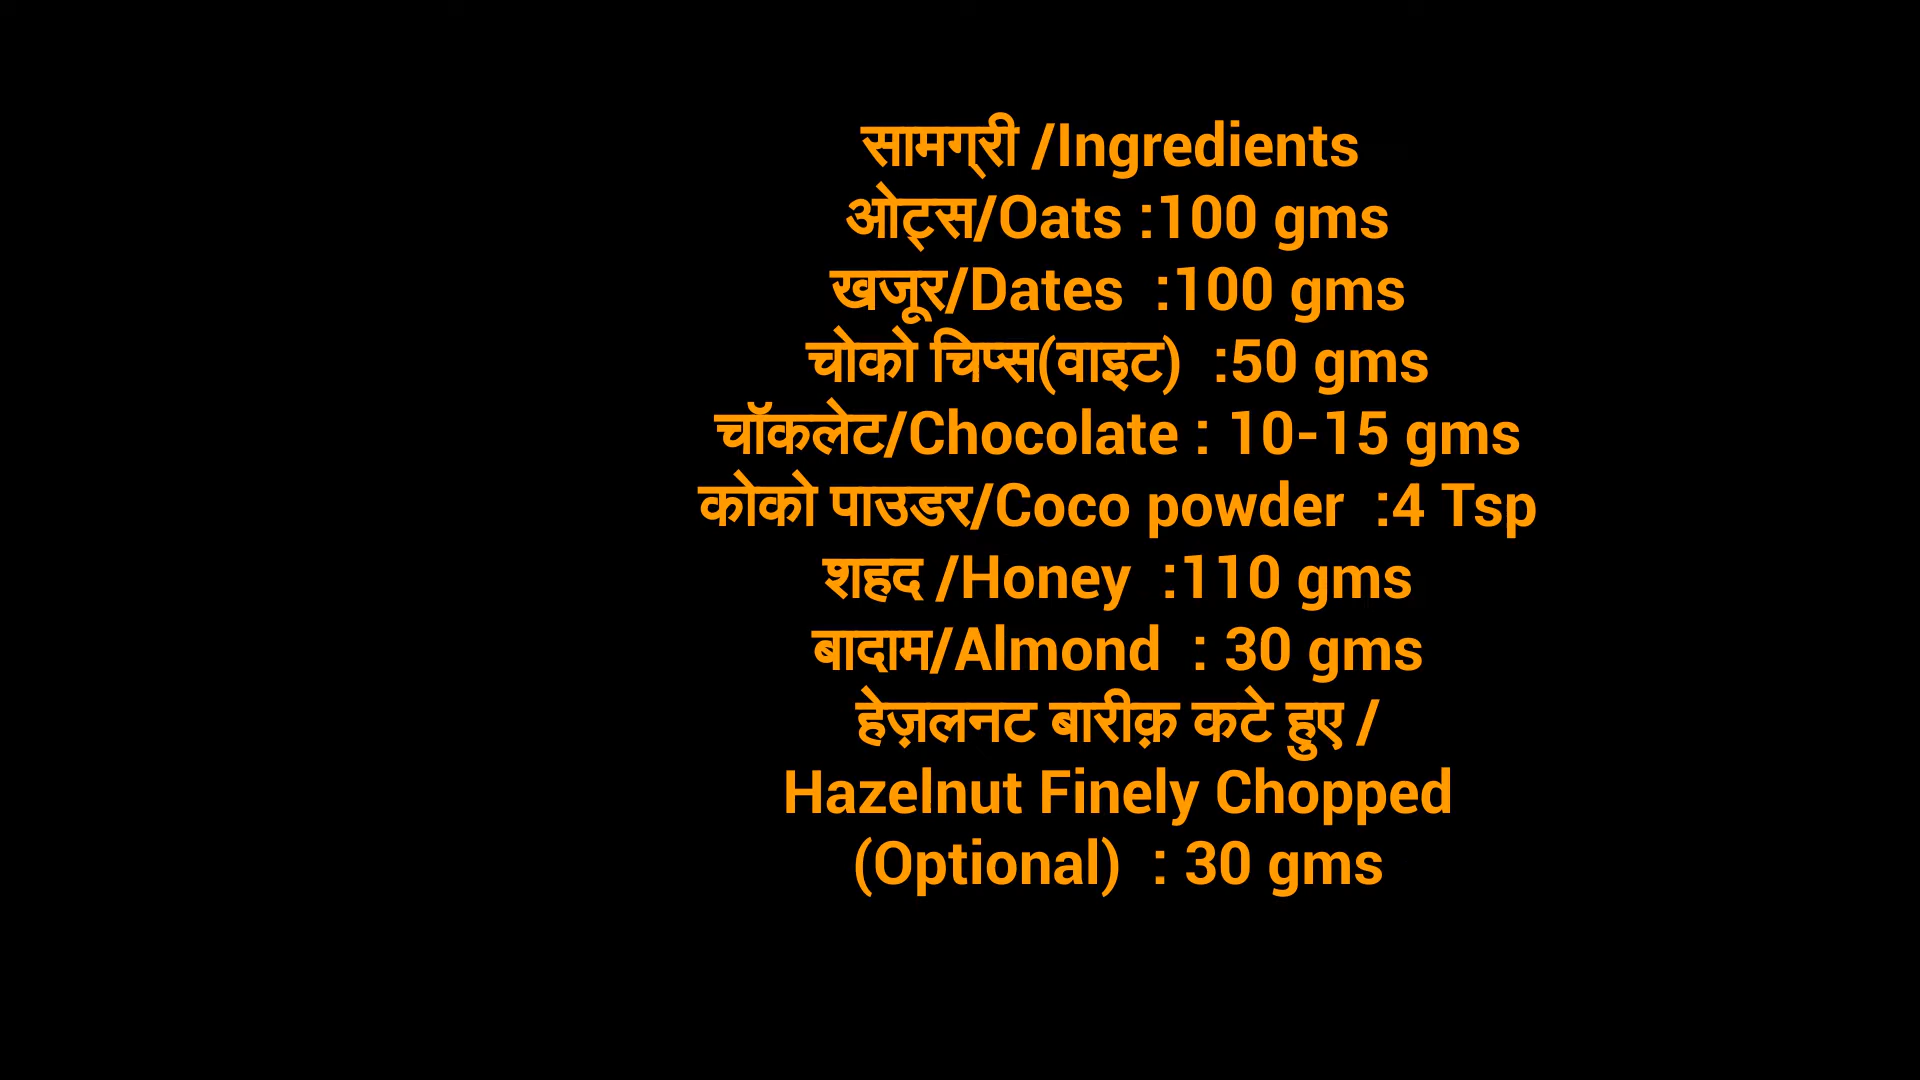 सामग्री /Ingredients
ओट्स/Oats :100 gms
खजूर/Dates  :100 gms
चोको चिप्स(वाइट)  :50 gms
चॉकलेट/Chocolate : 10-15 gms
कोको पाउडर/Coco powder  :4 Tsp
शहद /Honey  :110 gms
बादाम/Almond  : 30 gms
हेज़लनट बारीक़ कटे हुए /
Hazelnut Finely Chopped
(Optional)  : 30 gms